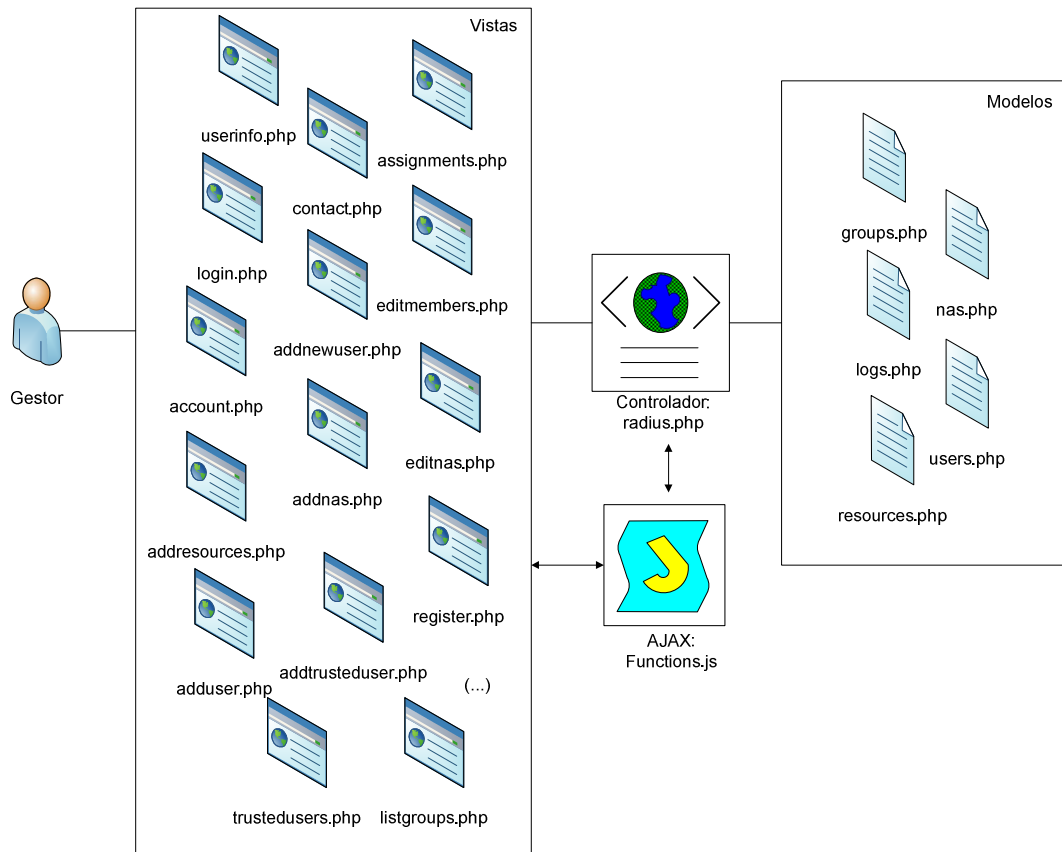 Vistas
userinfo.php
assignments.php
contact.php
login.php
editmembers.php
addnewuser.php
account.php
editnas.php
addnas.php
addresources.php
register.php
addtrusteduser.php
adduser.php
(...)
trustedusers.php
listgroups.php
Gestor
Controlador:
radius.php
AJAX:
Functions.js
Modelos
groups.php
nas.php
logs.php
users.php
resources.php